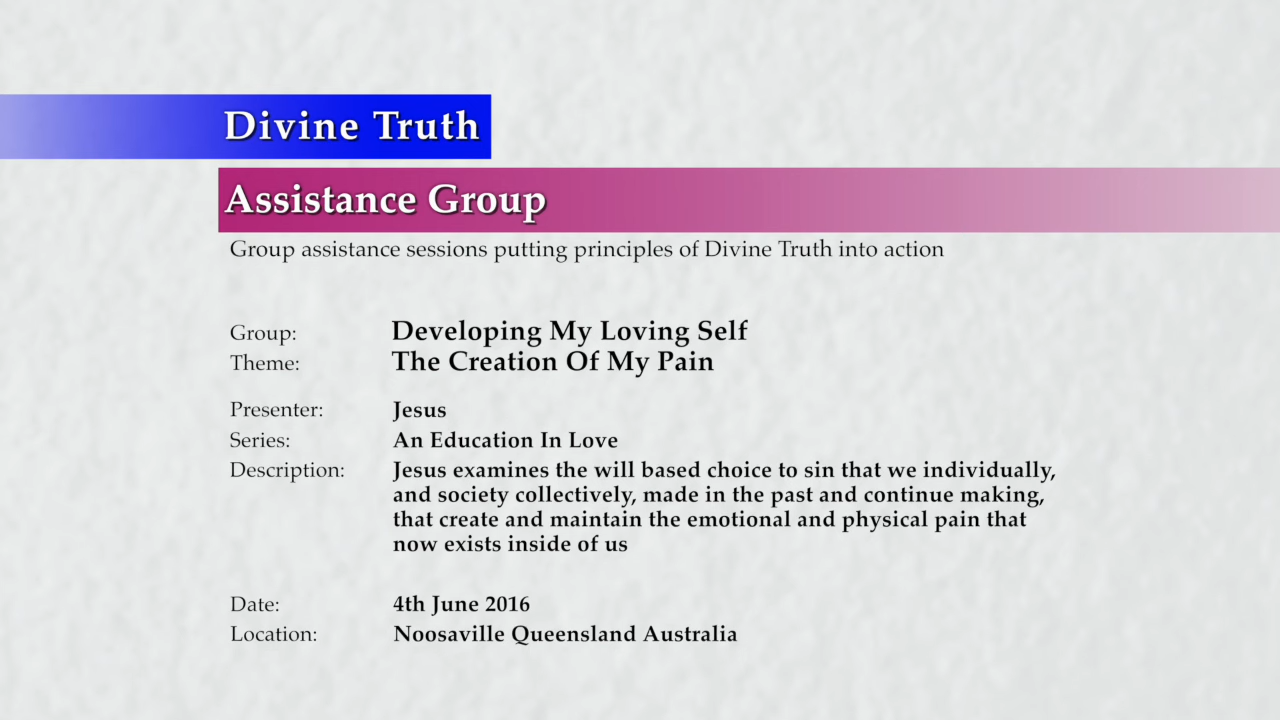 Divine Truth
Assistance Group
Group assistance sessions putting principles of Divine Truth into action
Group: Developing My Loving Self
Theme: The Creation Of My Pain
Presenter: Jesus
Series: An Education In Love
Description: Jesus examines the will based choice to sin that we individually,
and society collectively, made in the past and continue making,
that create and maintain the emotional and physical pain that
now exists inside of us
Date: 4th June 2016
Location: Noosaville Queensland Australia